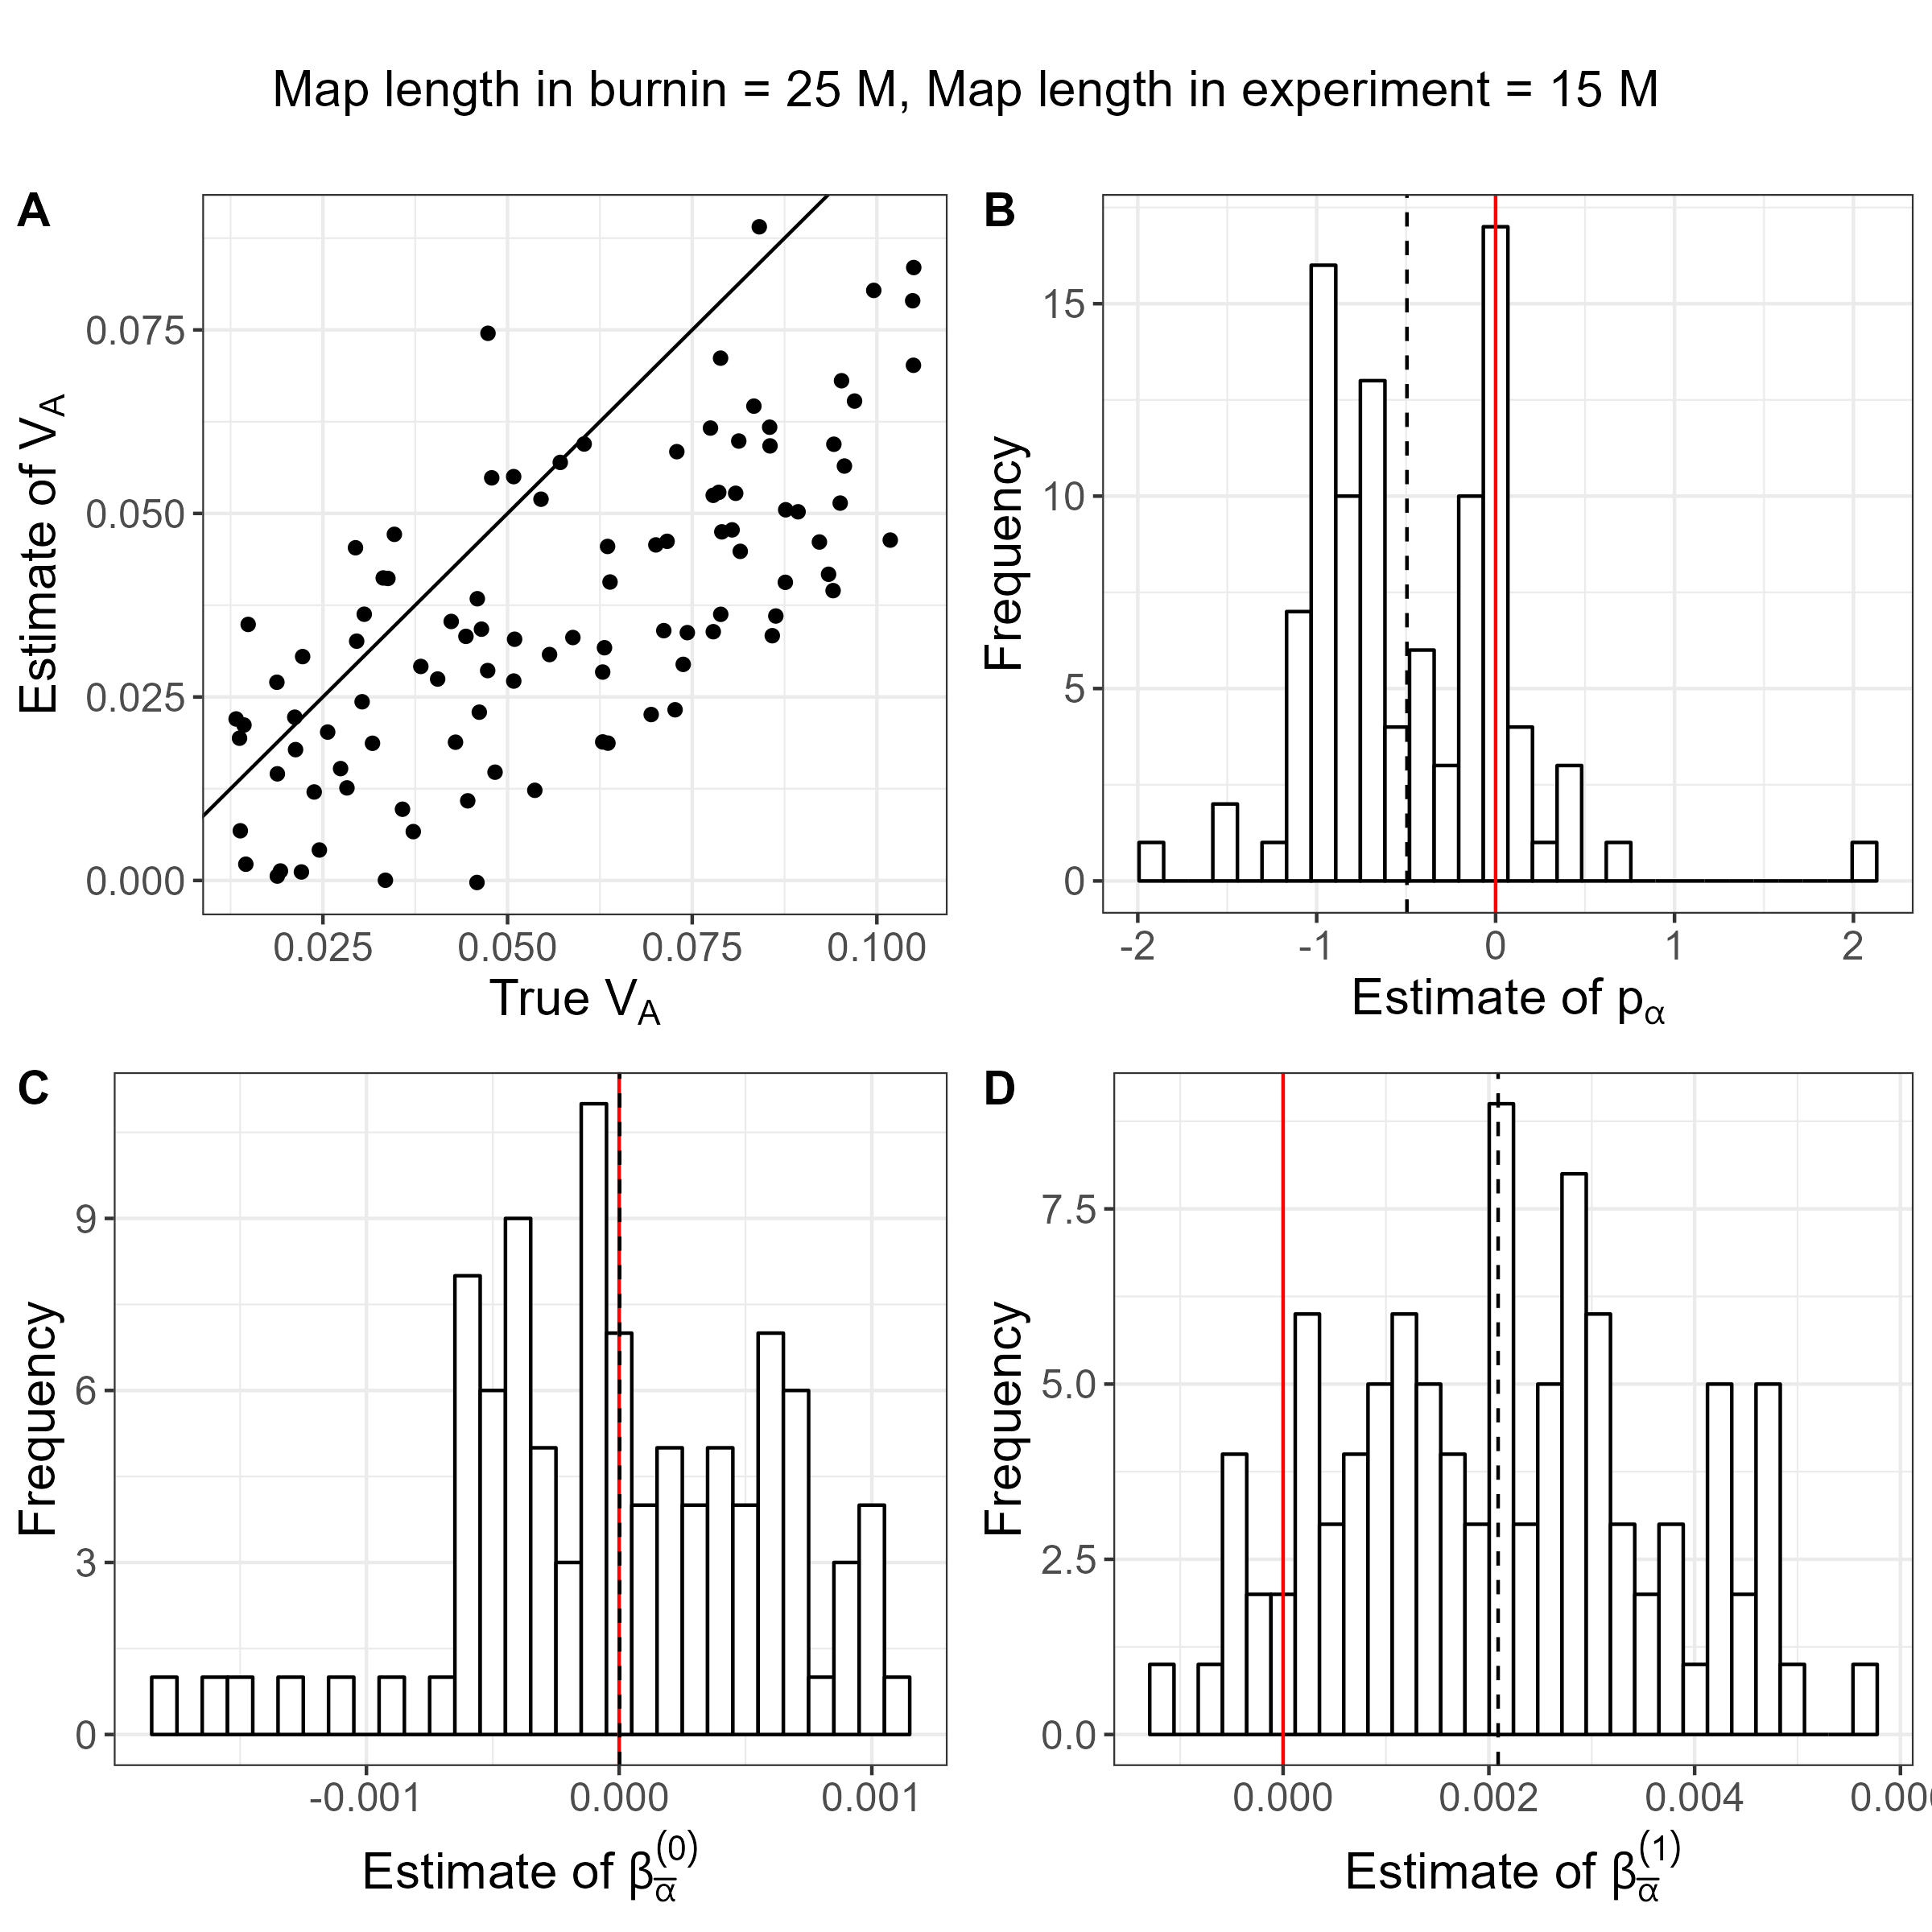 Map length in burnin = 25 M, Map length in experiment = 15 M
A
Estimate of V_A
0.075
0.050
0.025
0.000
0.025 0.050 0.075 0.100
True V_A
B
Frequency
15
10
5
0
-2 -1 0 1 2
Estimate of p_α
C
Frequency
9
6
3
0
-0.001 0.000 0.001
Estimate of β_α̅^(0)
D
Frequency
7.5
5.0
2.5
0.0
0.000 0.002 0.004 0.00
Estimate of β_α̅^(1)